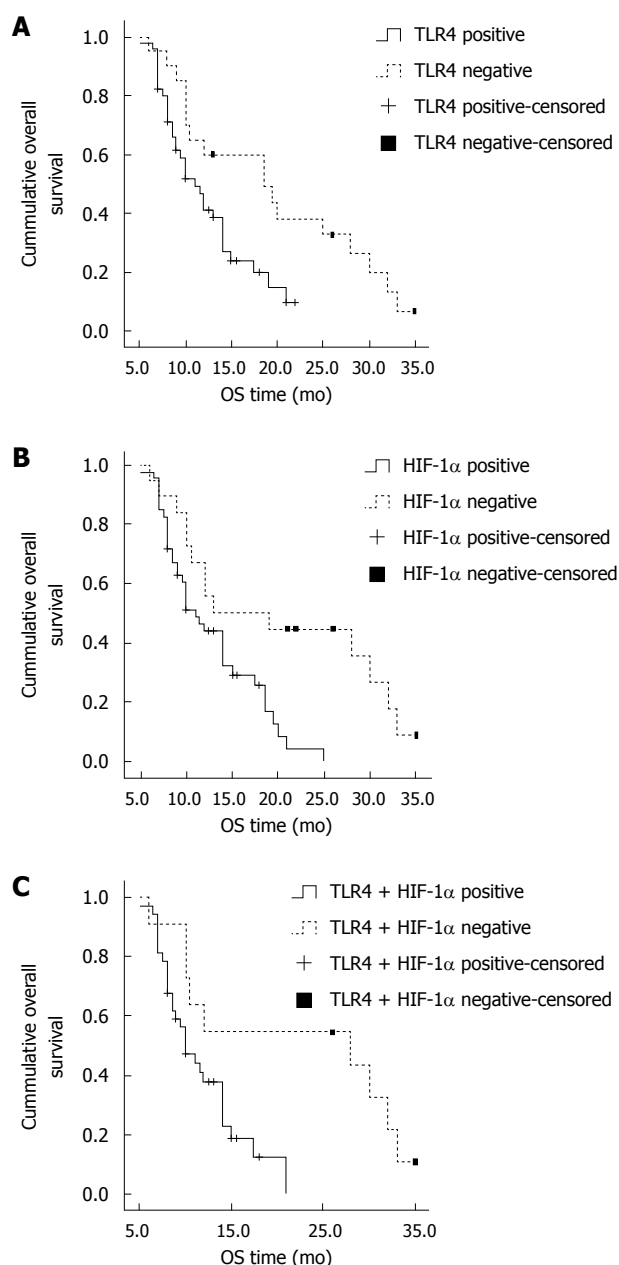 A
Cummulative overall
survival
1.0
0.8
0.6
0.4
0.2
0.0
TLR4 positive
TLR4 negative
TLR4 positive-censored
TLR4 negative-censored
5.0 10.0 15.0 20.0 25.0 30.0 35.0
OS time (mo)
B
Cummulative overall
survival
1.0
0.8
0.6
0.4
0.2
0.0
HIF-1α positive
HIF-1α negative
HIF-1α positive-censored
HIF-1α negative-censored
5.0 10.0 15.0 20.0 25.0 30.0 35.0
OS time (mo)
C
Cummulative overall
survival
1.0
0.8
0.6
0.4
0.2
0.0
TLR4 + HIF-1α positive
TLR4 + HIF-1α negative
TLR4 + HIF-1α positive-censored
TLR4 + HIF-1α negative-censored
5.0 15.0 25.0 35.0
OS time (mo)